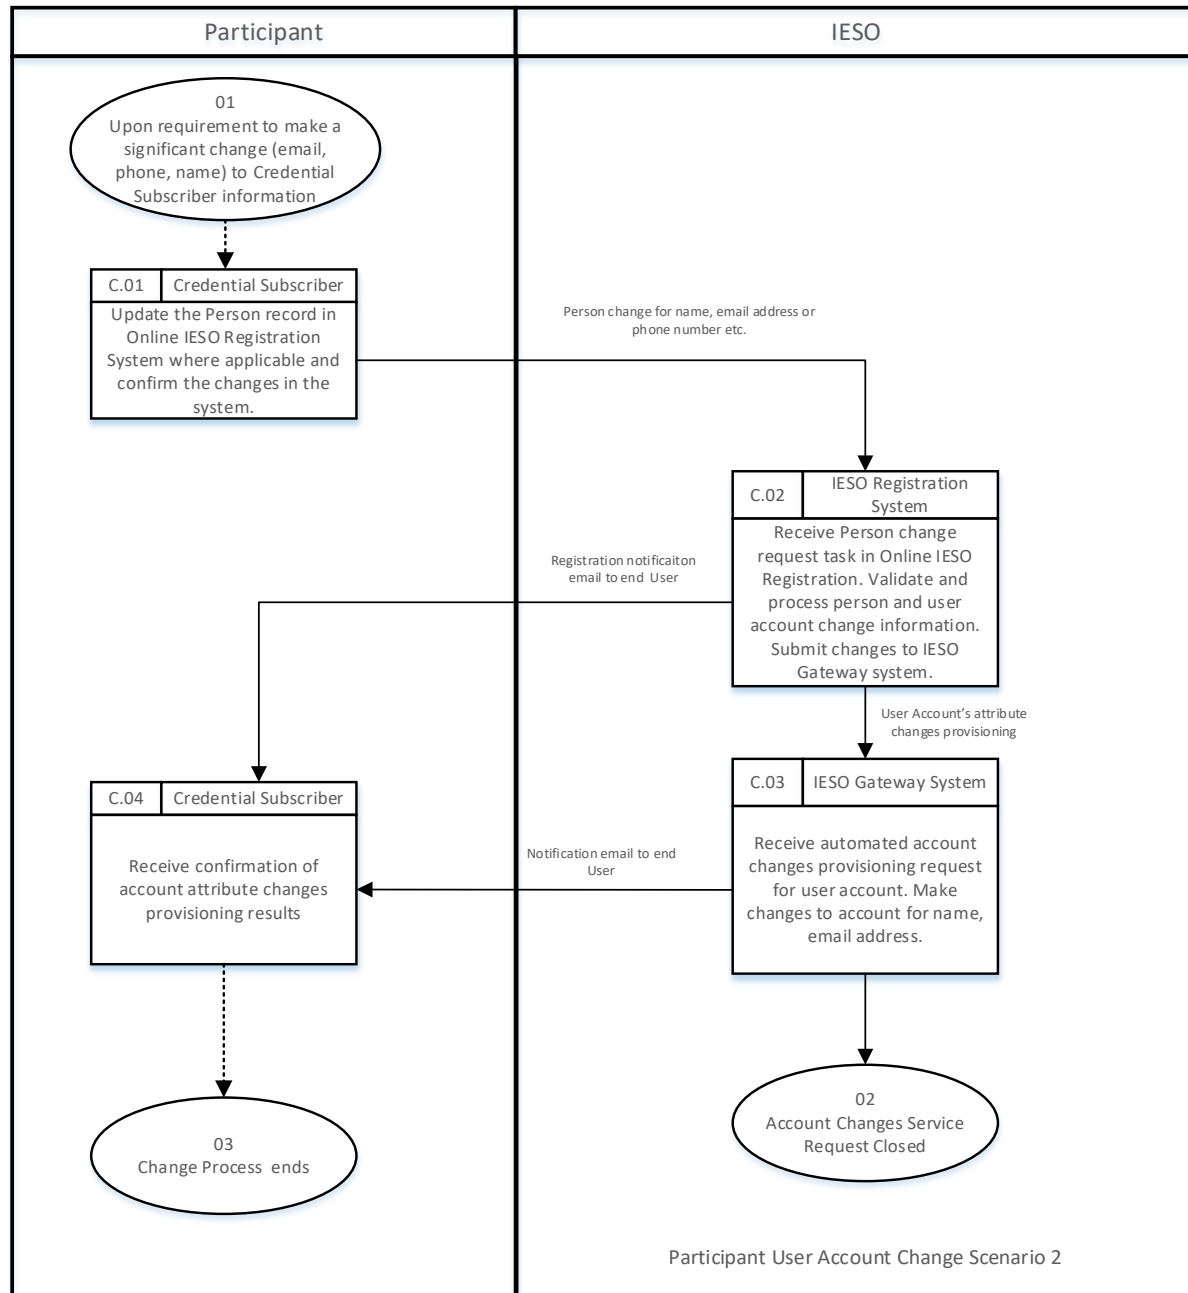 Participant
IESO
01
Upon requirement to make a
significant change (email,
phone, name) to Credential
Subscriber information
C.01
Credential Subscriber
Update the Person record in
Online IESO Registration
System where applicable and
confirm the changes in the
system.
Person change for name, email address or
phone number etc.
C.02
IESO Registration
System
Receive Person change
request task in Online IESO
Registration. Validate and
process person and user
account change information.
Submit changes to IESO
Gateway system.
Registration notificaiton
email to end User
User Account’s attribute
changes provisioning
C.03
IESO Gateway System
Receive automated account
changes provisioning request
for user account. Make
changes to account for name,
email address.
Notification email to end
User
C.04
Credential Subscriber
Receive confirmation of
account attribute changes
provisioning results
02
Account Changes Service
Request Closed
03
Change Process ends
Participant User Account Change Scenario 2